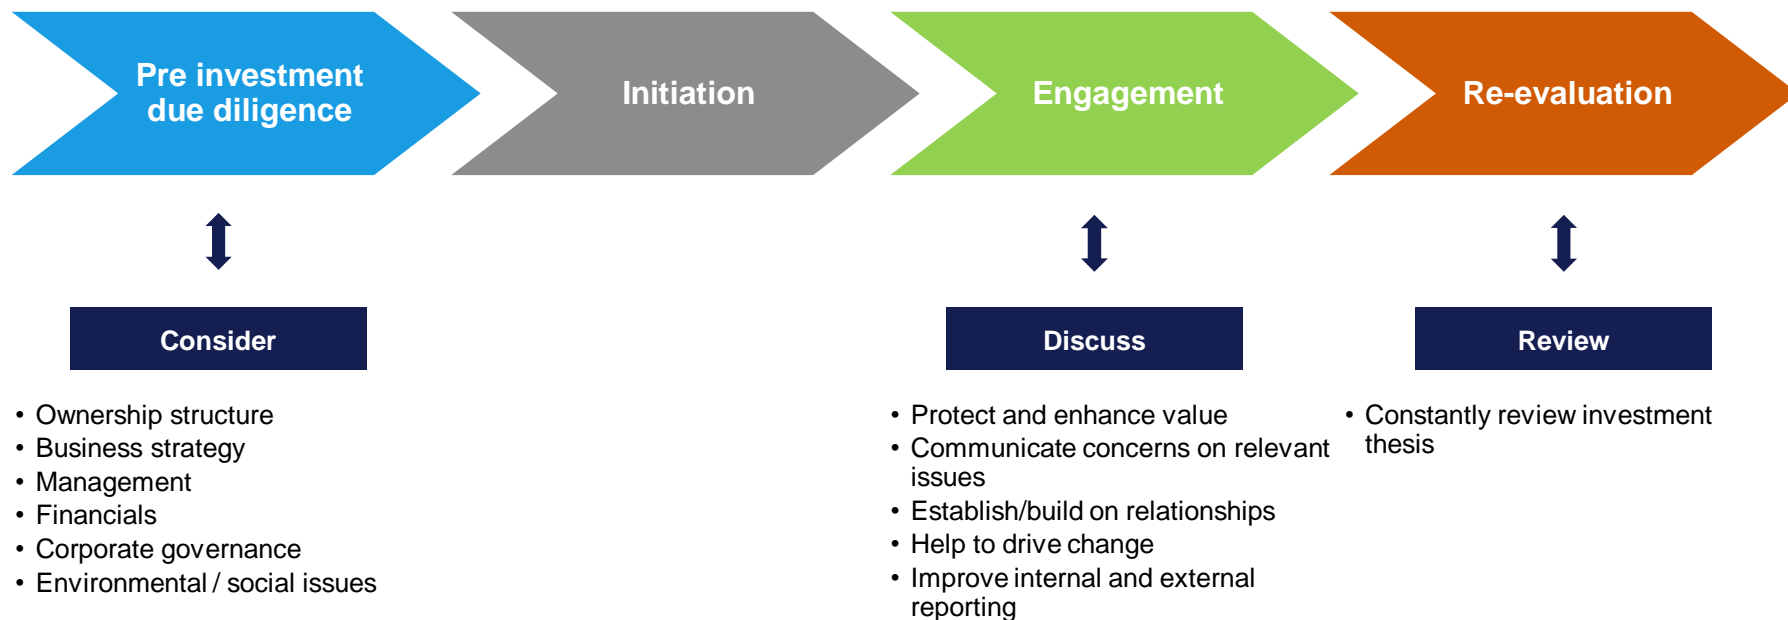 Pre investment
due diligence
Initiation
Engagement
Re-evaluation
Consider
Discuss
Review
• Ownership structure
• Business strategy
• Management
• Financials
• Corporate governance
• Environmental / social issues
• Protect and enhance value
• Communicate concerns on relevant
issues
• Establish/build on relationships
• Help to drive change
• Improve internal and external
reporting
• Constantly review investment
thesis